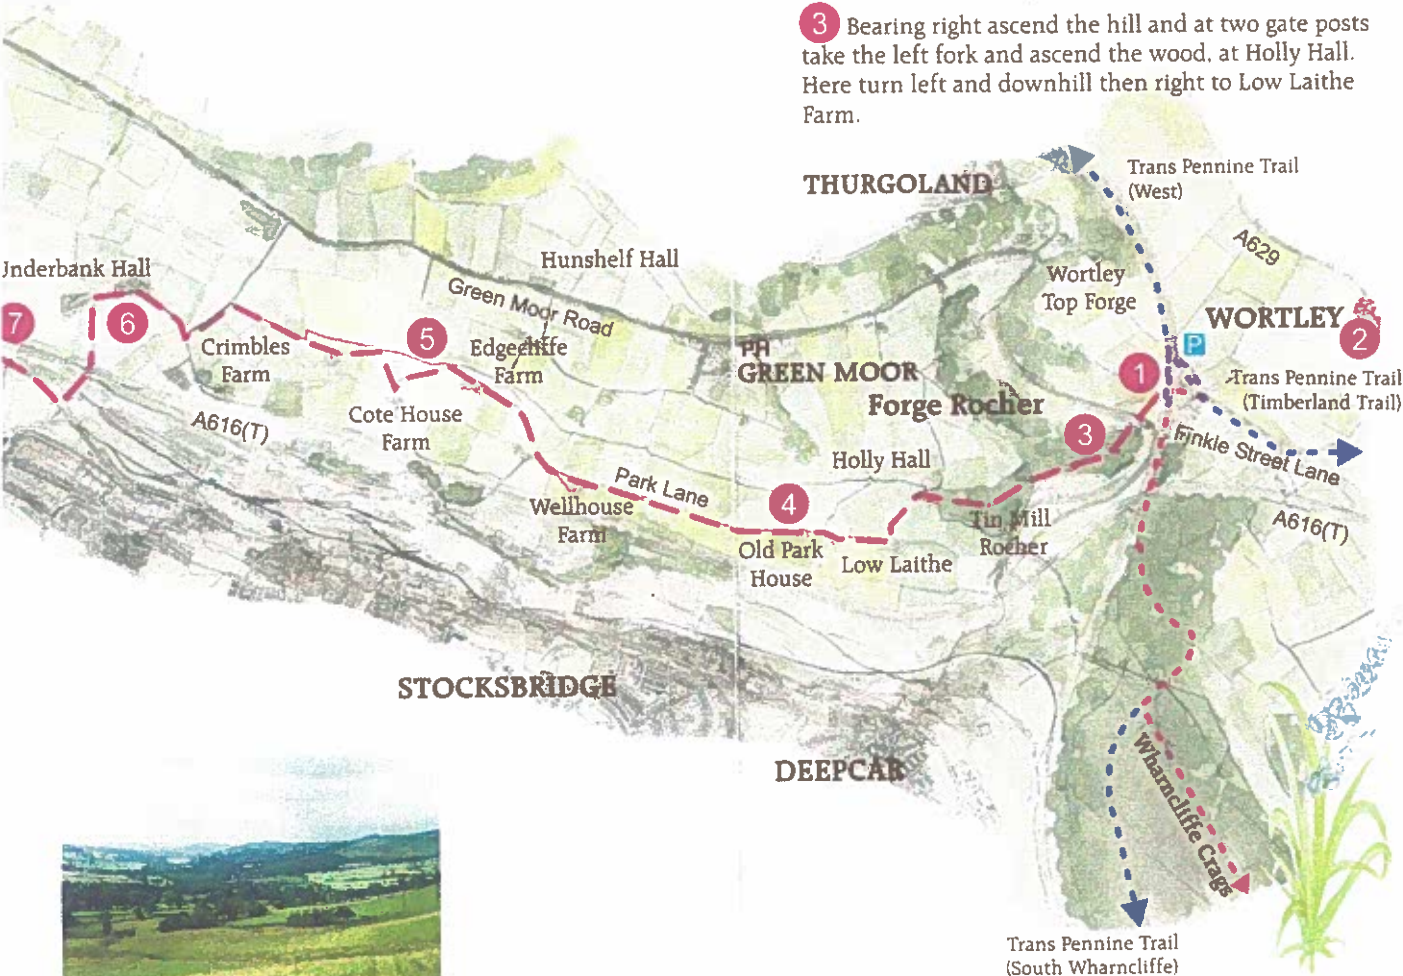 3 Bearing right ascend the hill and at two gate posts
take the left fork and ascend the wood, at Holly Hall.
Here turn left and downhill then right to Low Laithe
Farm.
THURGOLAND
Trans Pennine Trail
(West)
A629
Wortley
Top Forge
WORTLEY
2
P
1
Trans Pennine Trail
(Timberland Trail)
Finkle Street Lane
A616(T)
Hunshelf Hall
Green Moor Road
Underbank Hall
7
6
5
Crimbles
Farm
Edgecliffe
Farm
PH
GREEN MOOR
Forge Rocher
3
Cote House
Farm
A616(T)
Holly Hall
Park Lane
4
Wellhouse
Farm
Old Park
House
Low Laithe
Tin Mill
Rocher
STOCKSBRIDGE
DEEPCAR
Wharncliffe Crags
Trans Pennine Trail
(South Wharncliffe)